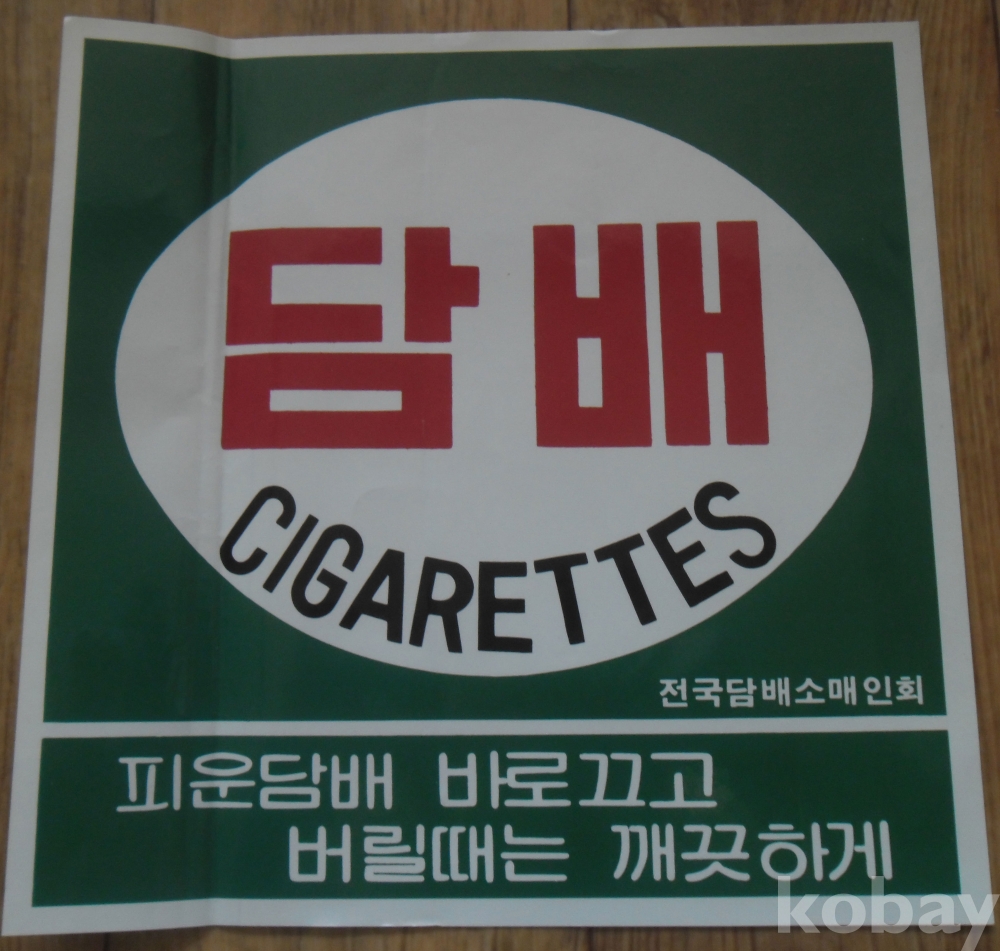 담배
CIGARETTES
전국담배소매인회
피운담배 바로끄고
버릴때는 깨끗하게
kobay